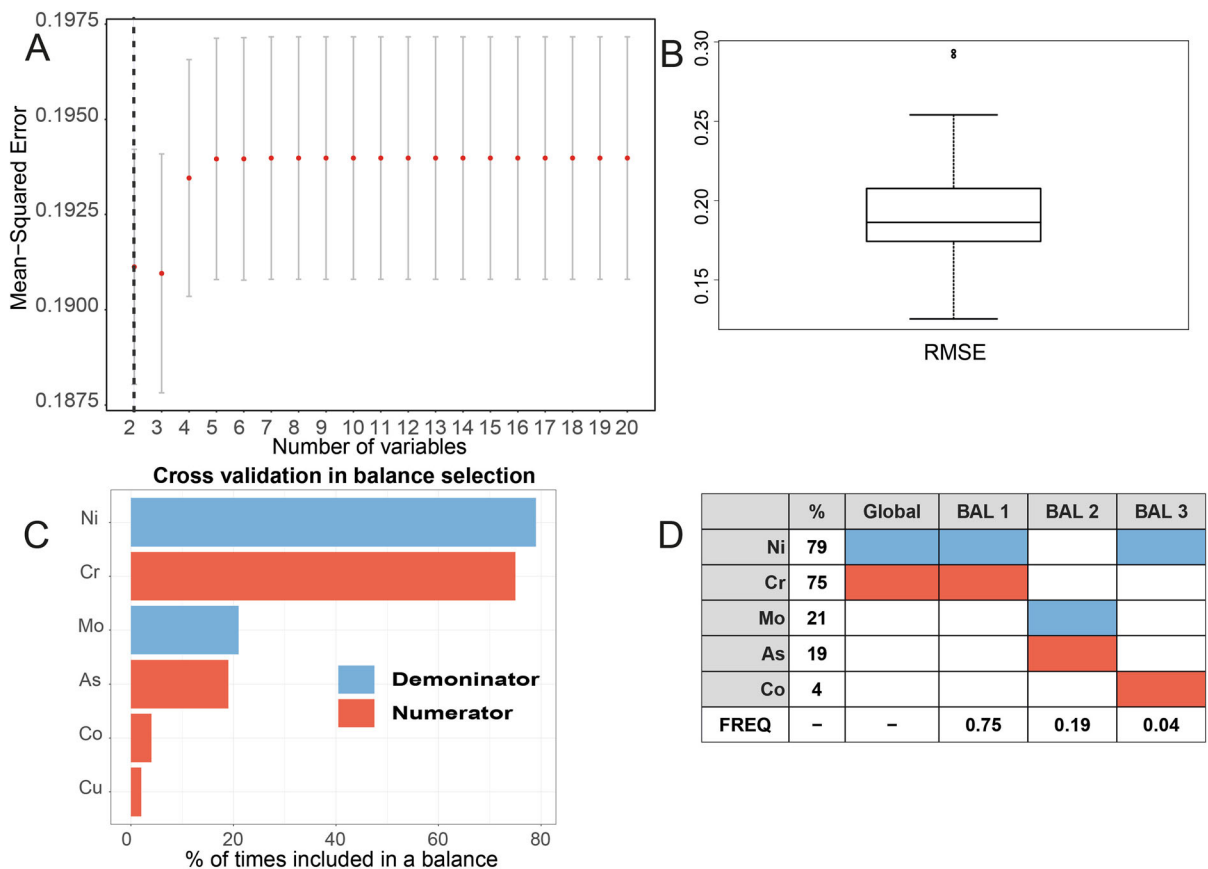 A
0.1975
0.1950
0.1925
0.1900
0.1875
Mean-Squared Error
2 3 4 5 6 7 8 9 10 11 12 13 14 15 16 17 18 19 20
Number of variables
B
0.30
0.25
0.20
0.15
RMSE
Cross validation in balance selection
C
Ni
Cr
Mo
As
Co
Cu
Demoninator
Numerator
0 20 40 60 80
% of times included in a balance
D
% Global BAL 1 BAL 2 BAL 3
Ni 79
Cr 75
Mo 21
As 19
Co 4
FREQ – – 0.75 0.19 0.04